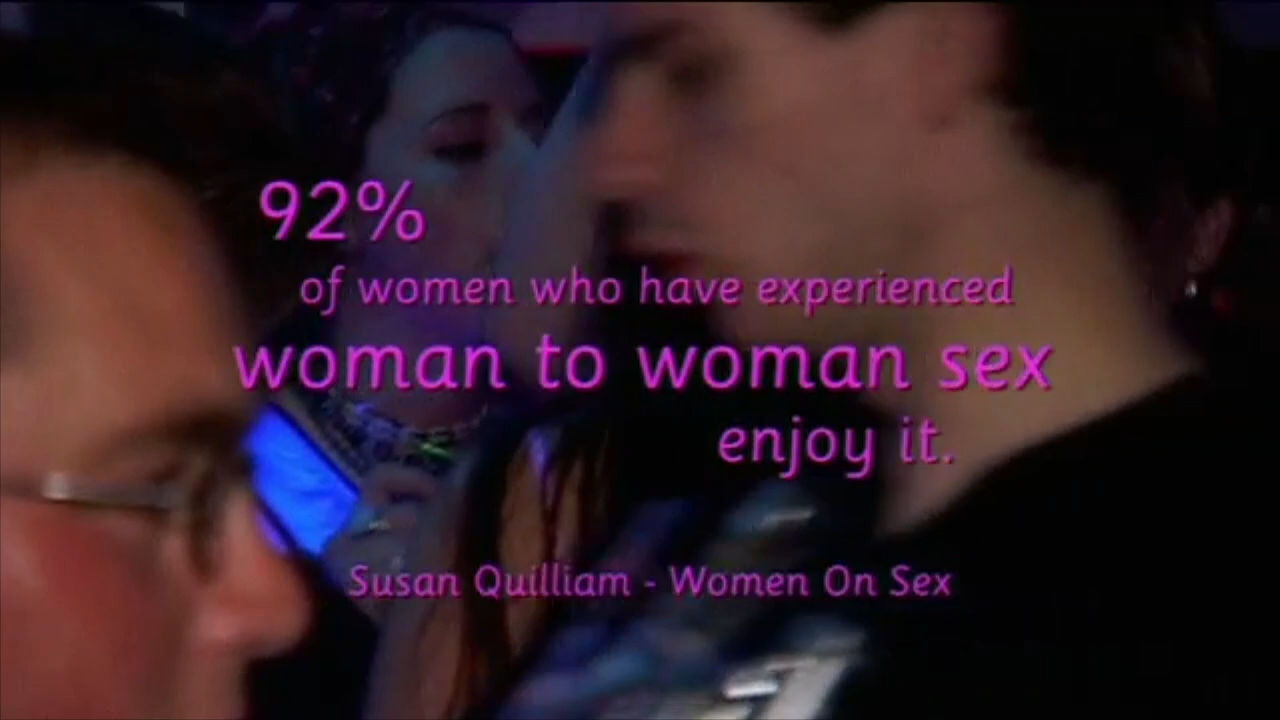 92%
of women who have experienced
woman to woman sex
enjoy it.
Susan Quilliam - Women On Sex